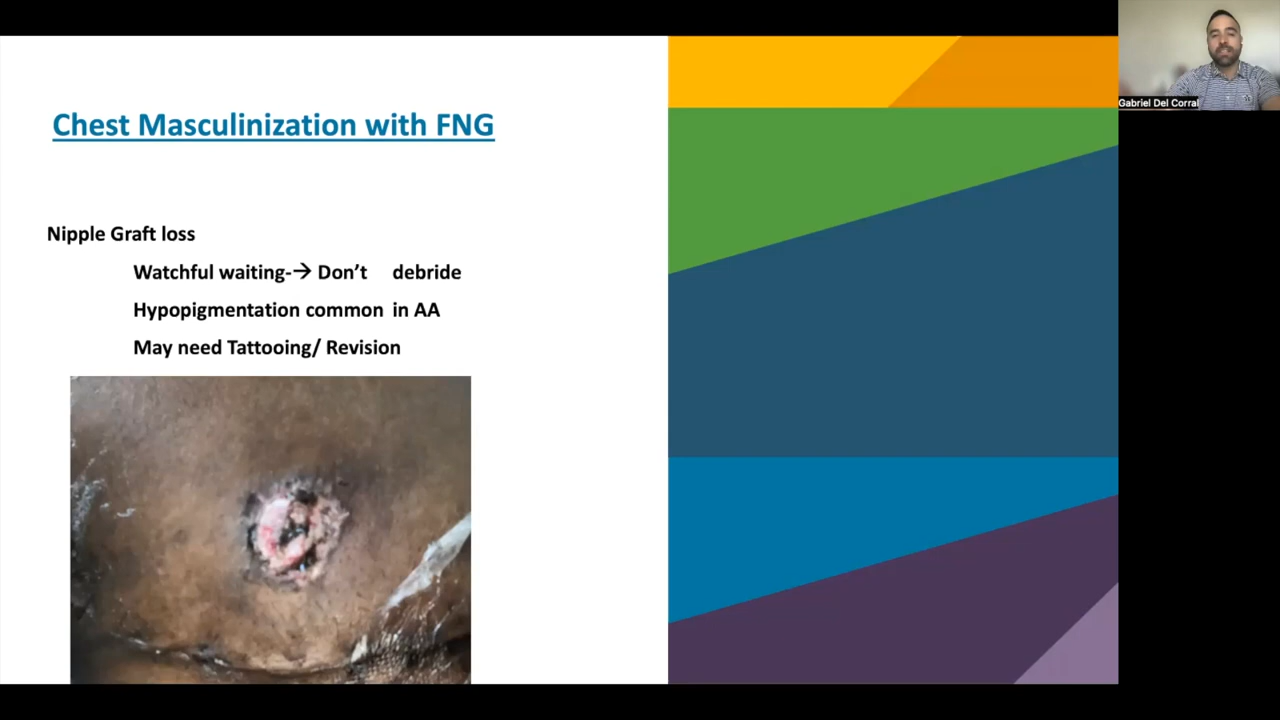 Chest Masculinization with FNG
Nipple Graft loss
Watchful waiting-→ Don't debride
Hypopigmentation common in AA
May need Tattooing/ Revision
Gabriel Del Corral